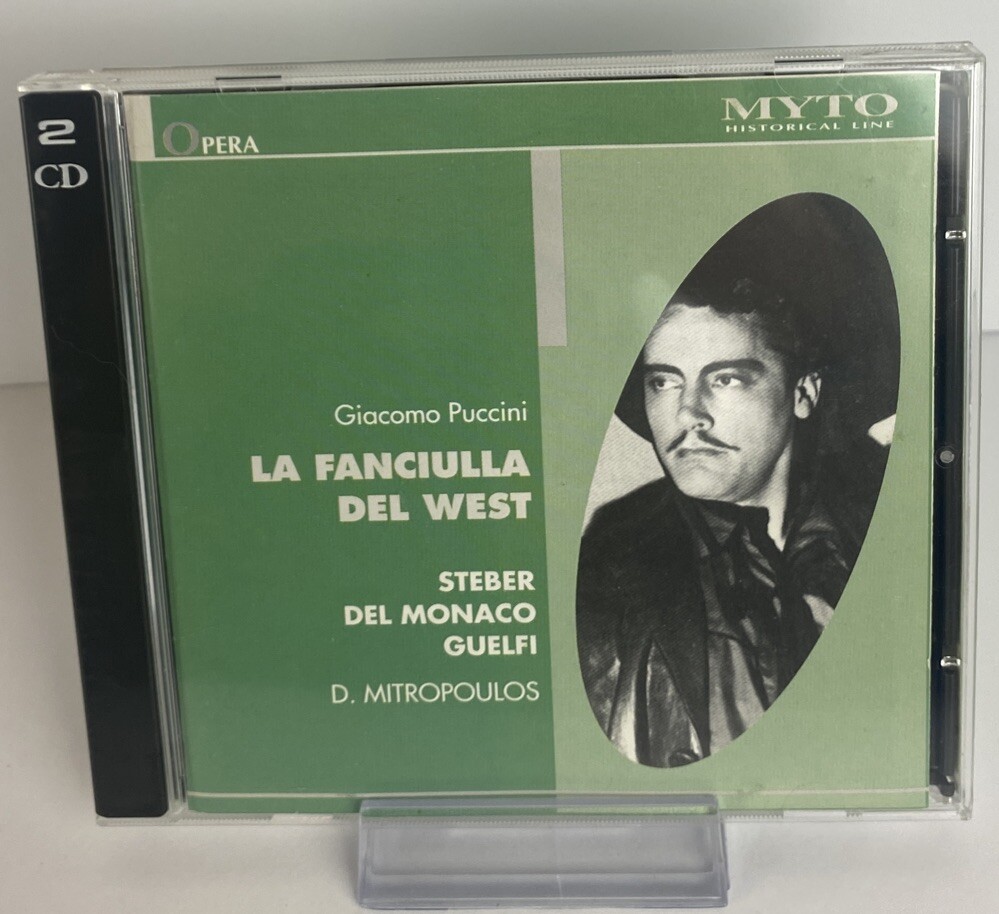 2
CD
OPERA
MYTO
HISTORICAL LINE
Giacomo Puccini
LA FANCIULLA
DEL WEST
STEBER
DEL MONACO
GUELFI
D. MITROPOULOS